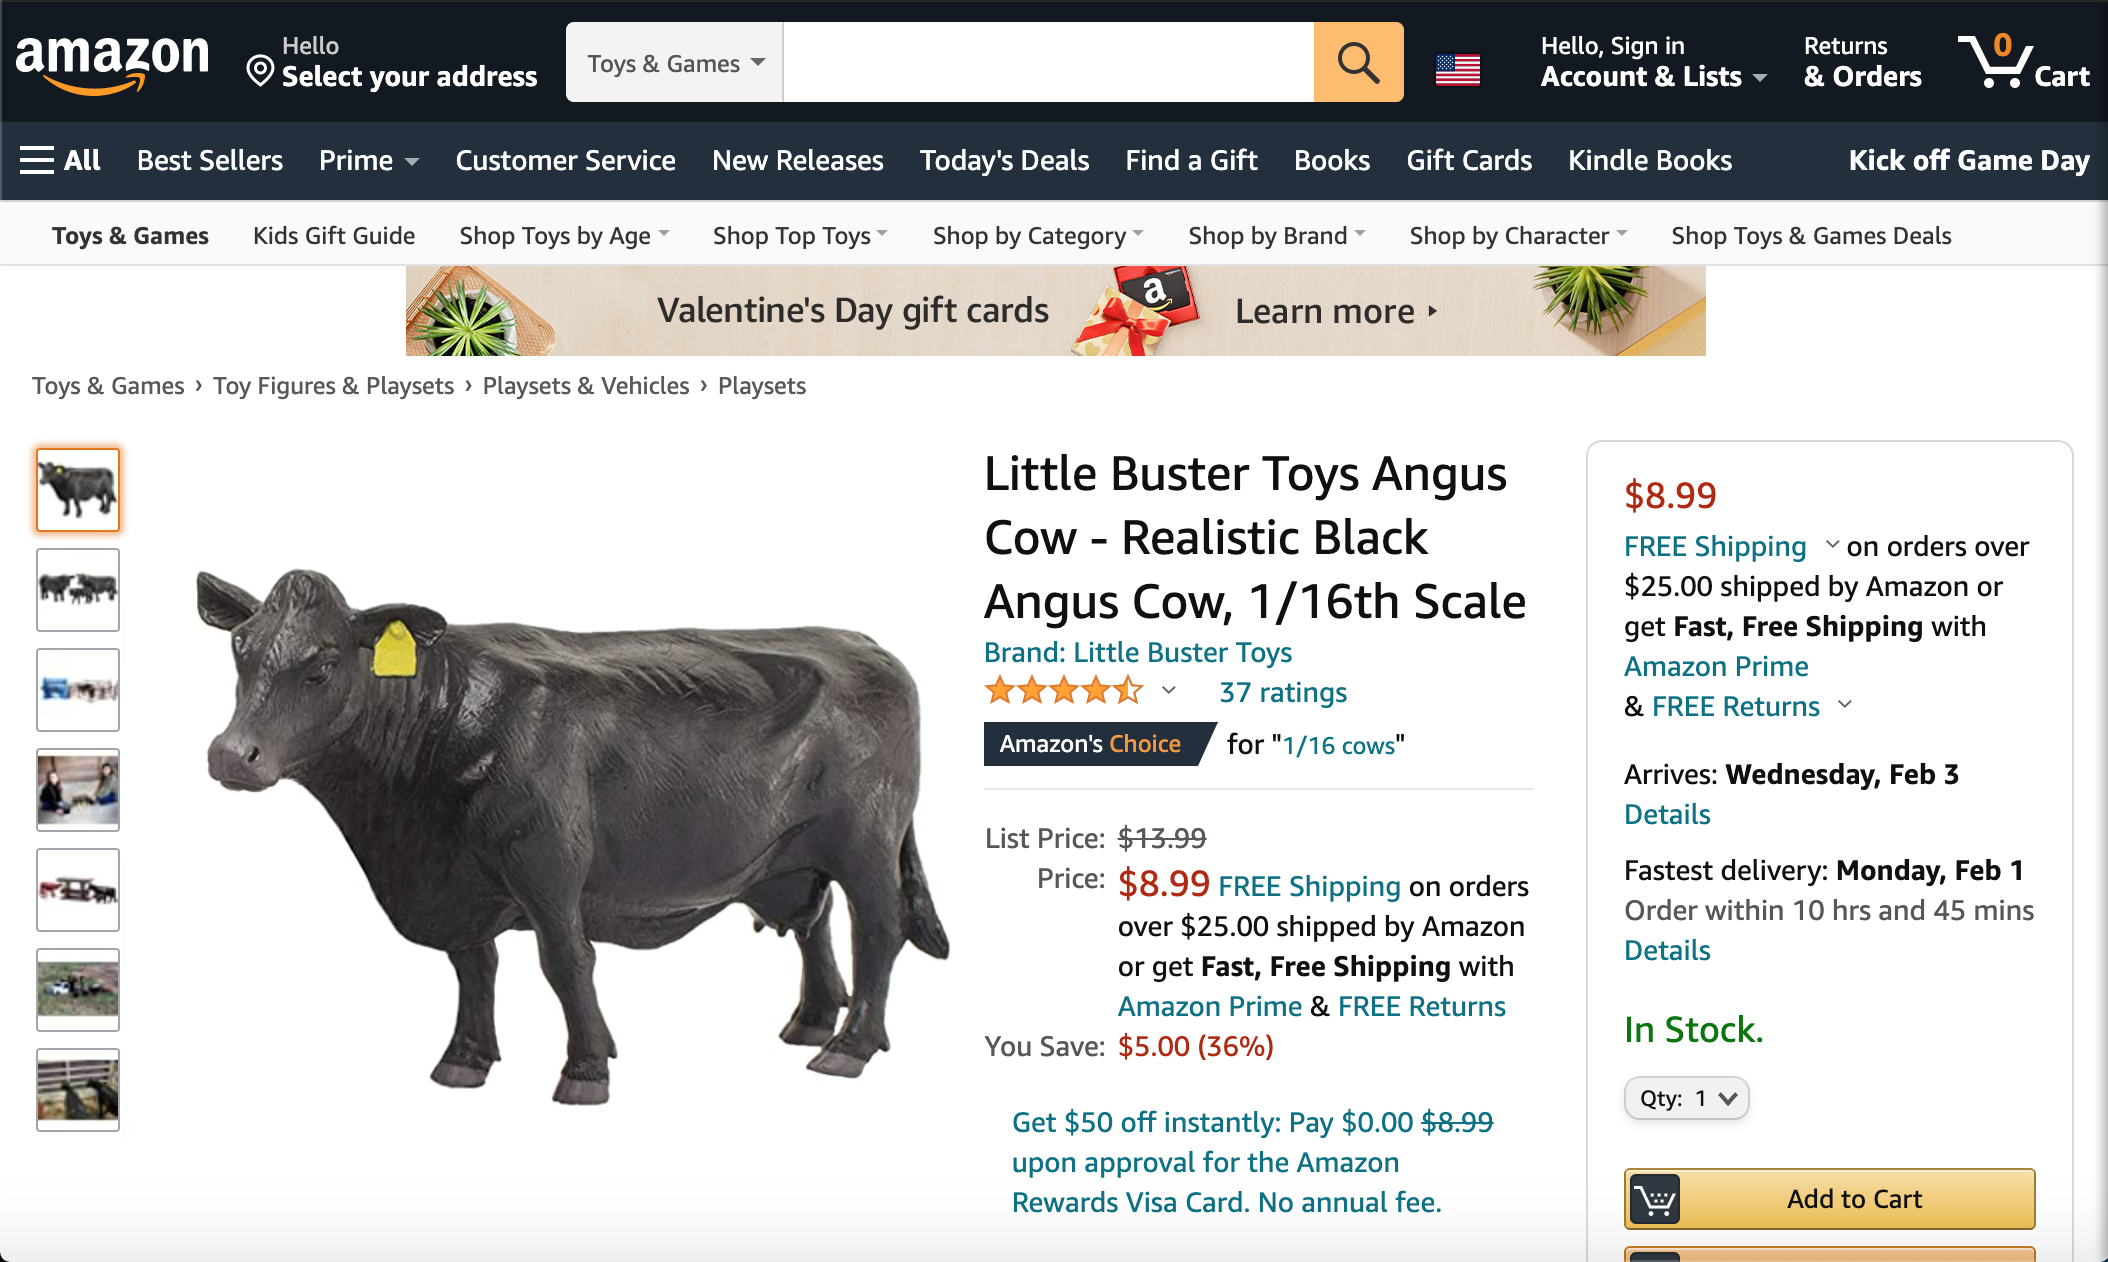 amazon
Hello
Select your address
Toys & Games
Hello, Sign in
Account & Lists
Returns
& Orders
0
Cart
All
Best Sellers
Prime
Customer Service
New Releases
Today's Deals
Find a Gift
Books
Gift Cards
Kindle Books
Kick off Game Day
Toys & Games
Kids Gift Guide
Shop Toys by Age
Shop Top Toys
Shop by Category
Shop by Brand
Shop by Character
Shop Toys & Games Deals
Valentine's Day gift cards
a
Learn more ▸
Toys & Games › Toy Figures & Playsets › Playsets & Vehicles › Playsets
Little Buster Toys Angus
Cow - Realistic Black
Angus Cow, 1/16th Scale
Brand: Little Buster Toys
37 ratings
Amazon's Choice for "1/16 cows"
List Price: $13.99
Price: $8.99 FREE Shipping on orders
over $25.00 shipped by Amazon
or get Fast, Free Shipping with
Amazon Prime & FREE Returns
You Save: $5.00 (36%)
Get $50 off instantly: Pay $0.00 $8.99
upon approval for the Amazon
Rewards Visa Card. No annual fee.
$8.99
FREE Shipping on orders over
$25.00 shipped by Amazon or
get Fast, Free Shipping with
Amazon Prime
& FREE Returns
Arrives: Wednesday, Feb 3
Details
Fastest delivery: Monday, Feb 1
Order within 10 hrs and 45 mins
Details
In Stock.
Qty: 1
Add to Cart